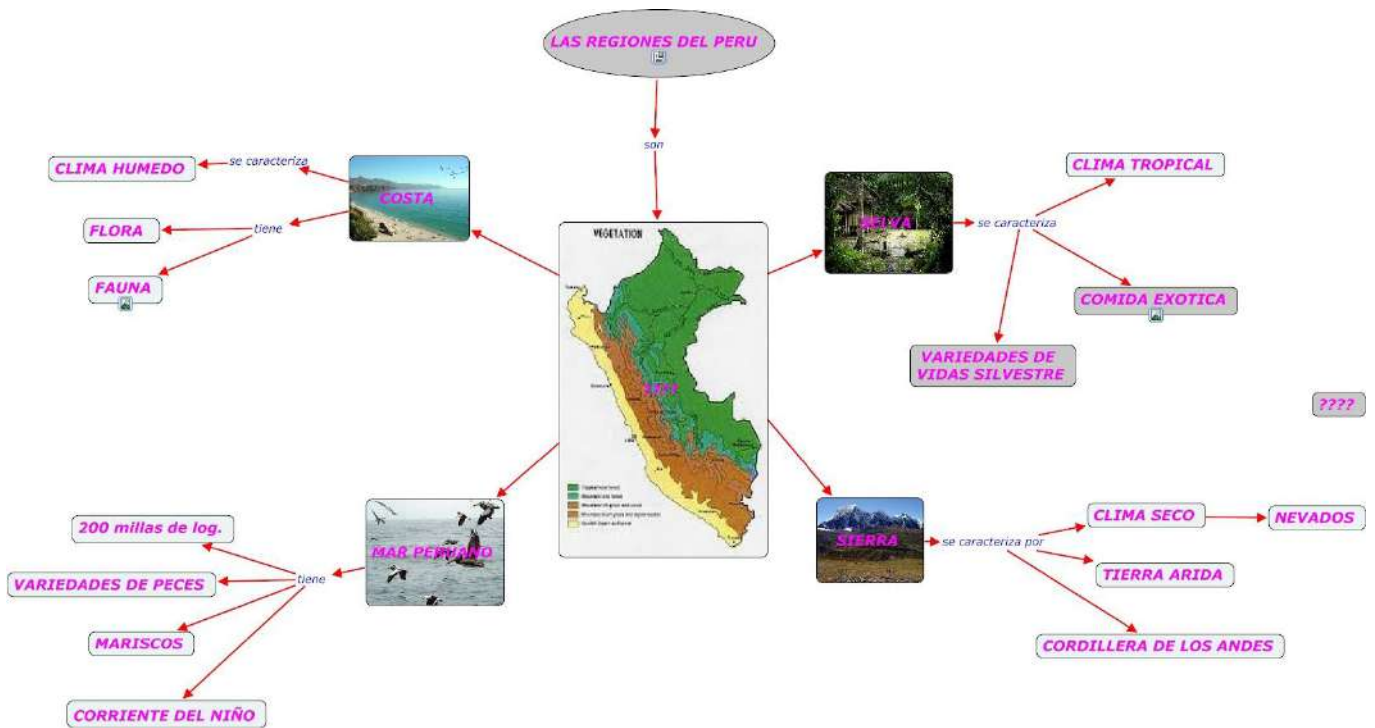 LAS REGIONES DEL PERU
son
COSTA
se caracteriza
CLIMA HUMEDO
tiene
FLORA
FAUNA
SELVA
se caracteriza
CLIMA TROPICAL
COMIDA EXOTICA
VARIEDADES DE
VIDAS SILVESTRE
VEGETATION
????
????
MAR PERUANO
tiene
200 millas de log.
VARIEDADES DE PECES
MARISCOS
CORRIENTE DEL NIÑO
SIERRA
se caracteriza por
CLIMA SECO
NEVADOS
TIERRA ARIDA
CORDILLERA DE LOS ANDES